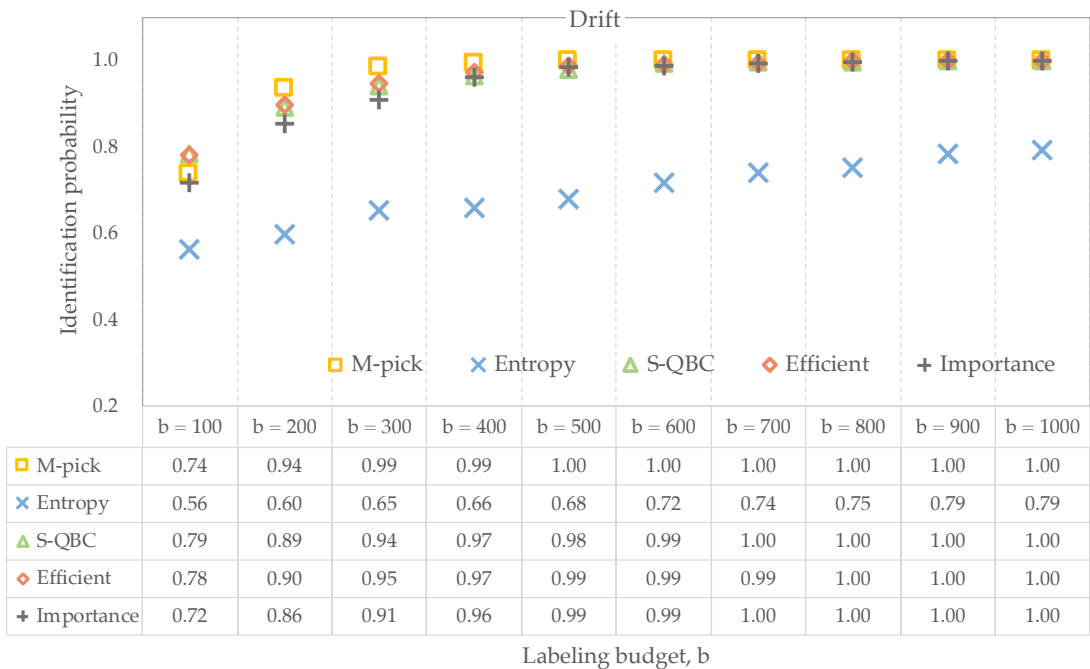 Drift
Identification probability
1.0
0.8
0.6
0.4
0.2
M-pick Entropy S-QBC Efficient Importance
b = 100 b = 200 b = 300 b = 400 b = 500 b = 600 b = 700 b = 800 b = 900 b = 1000
M-pick 0.74 0.94 0.99 0.99 1.00 1.00 1.00 1.00 1.00 1.00
Entropy 0.56 0.60 0.65 0.66 0.68 0.72 0.74 0.75 0.79 0.79
S-QBC 0.79 0.89 0.94 0.97 0.98 0.99 1.00 1.00 1.00 1.00
Efficient 0.78 0.90 0.95 0.97 0.99 0.99 0.99 1.00 1.00 1.00
Importance 0.72 0.86 0.91 0.96 0.99 0.99 1.00 1.00 1.00 1.00
Labeling budget, b